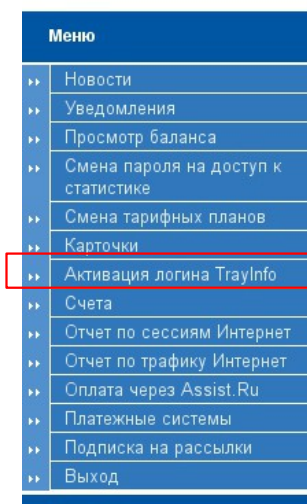 Меню
Новости
Уведомления
Просмотр баланса
Смена пароля на доступ к
статистике
Смена тарифных планов
Карточки
Активация логина TrayInfo
Счета
Отчет по сессиям Интернет
Отчет по трафику Интернет
Оплата через Assist.Ru
Платежные системы
Подписка на рассылки
Выход